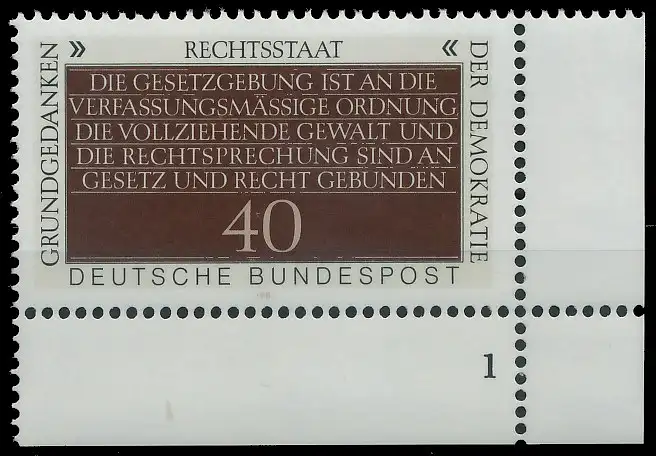 » RECHTSSTAAT «
GRUNDGEDANKEN
DER DEMOKRATIE
DIE GESETZGEBUNG IST AN DIE
VERFASSUNGSMÄSSIGE ORDNUNG,
DIE VOLLZIEHENDE GEWALT UND
DIE RECHTSPRECHUNG SIND AN
GESETZ UND RECHT GEBUNDEN
40
DEUTSCHE BUNDESPOST
1